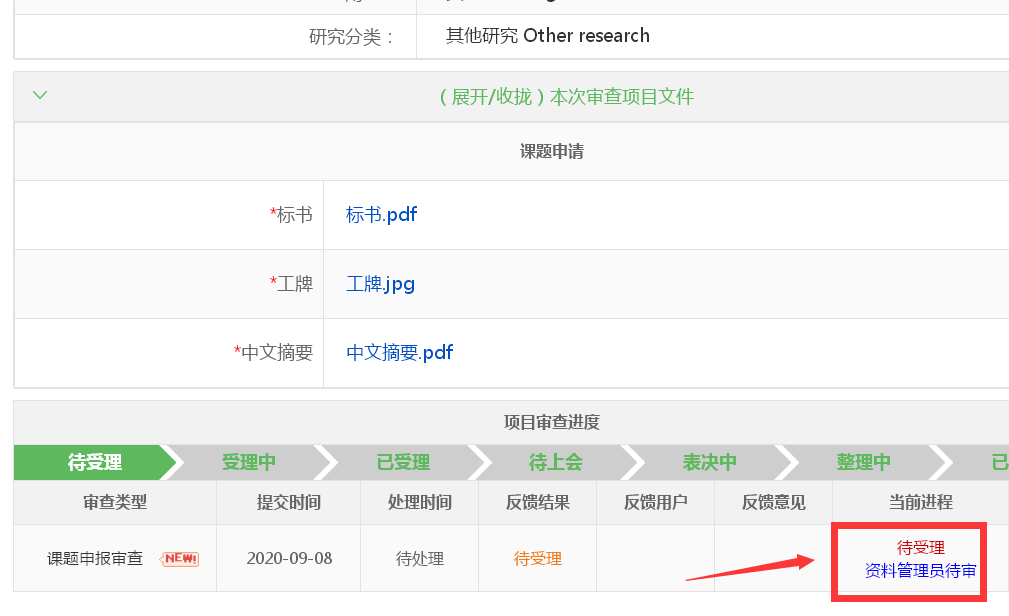 研究分类：
其他研究 Other research
（展开/收拢）本次审查项目文件
课题申请
*标书 标书.pdf
*工牌 工牌.jpg
*中文摘要 中文摘要.pdf
项目审查进度
待受理 受理中 已受理 待上会 表决中 整理中 已
审查类型 提交时间 处理时间 反馈结果 反馈用户 反馈意见 当前进程
课题申报审查 NEW! 2020-09-08 待处理 待受理 待受理
资料管理员待审